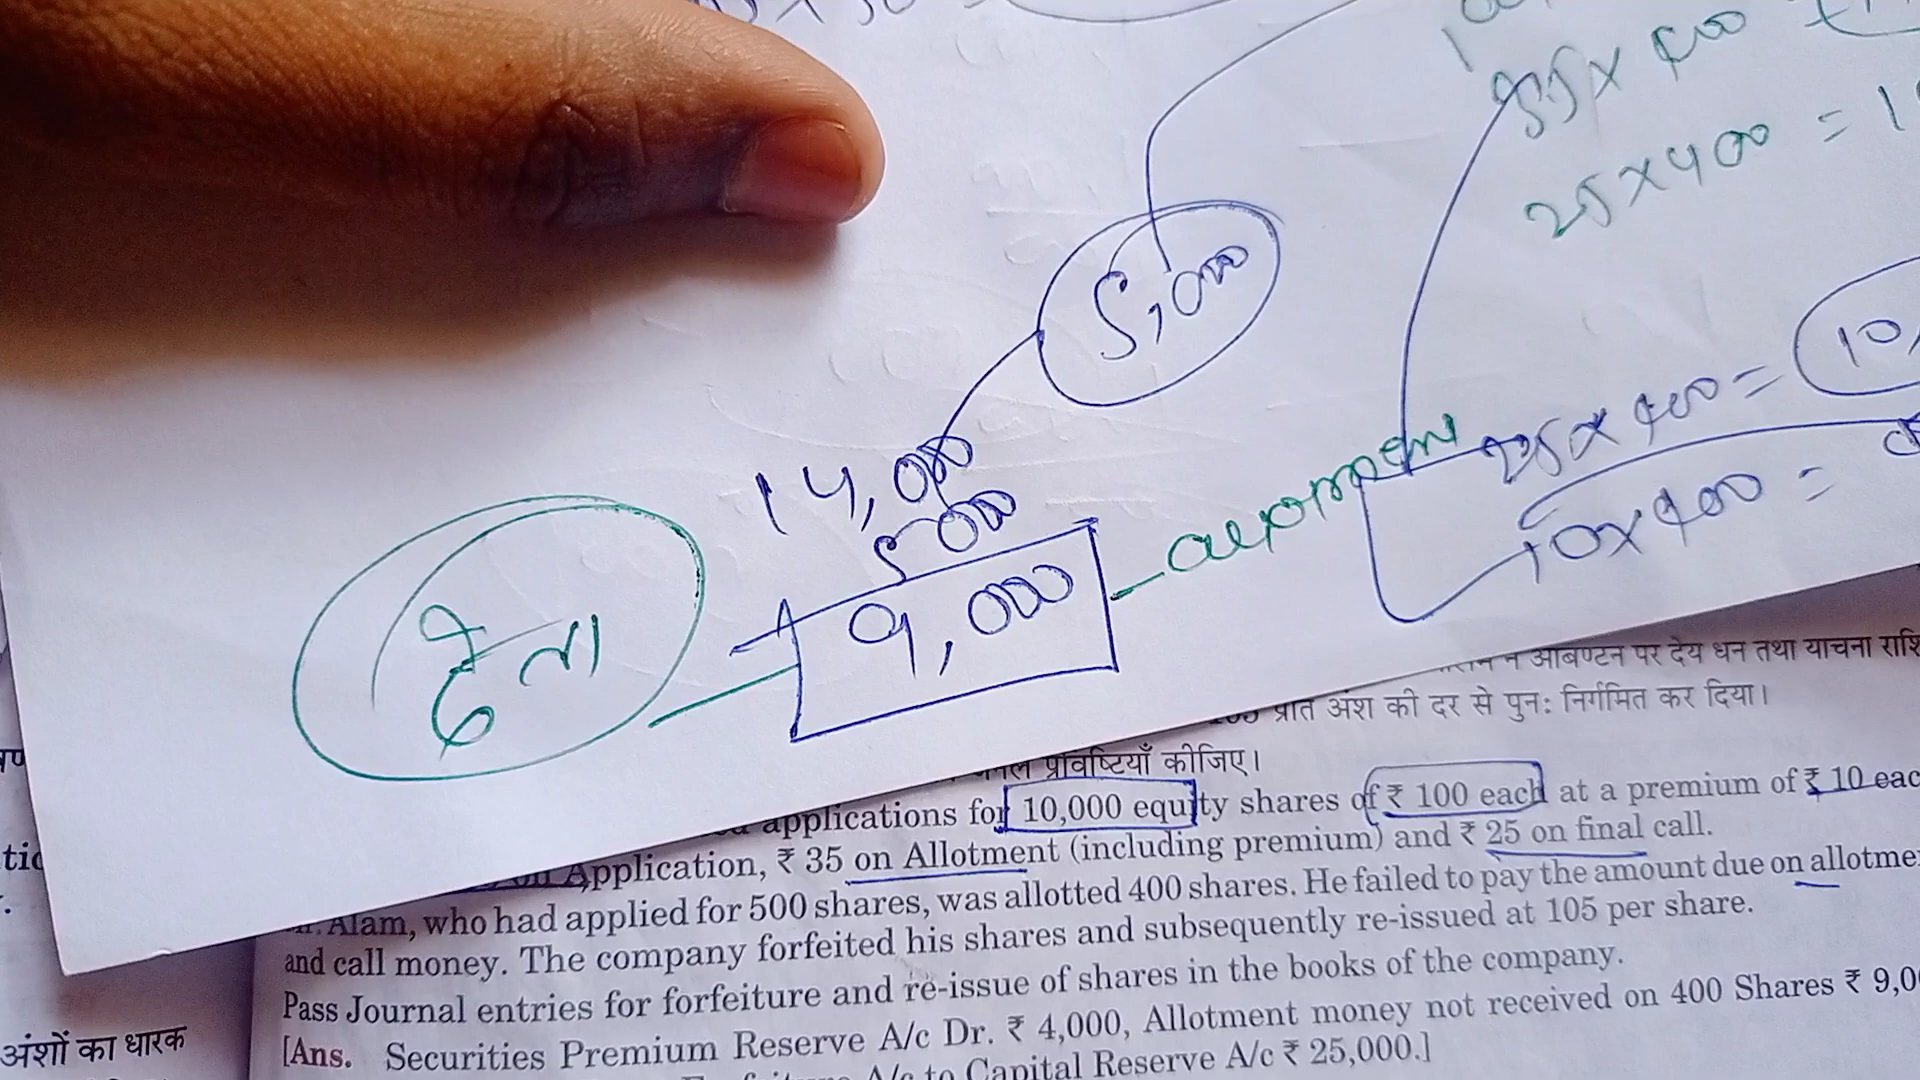 35 x 400
25 x 400 = 1
5,000
25 x 400 = 10,
10 x 400 =
14,000
5000
9,000
देता
आबण्टन पर देय धन तथा याचना राशि
प्रति अंश की दर से पुनः निर्गमित कर दिया।
प्रविष्टियाँ कीजिए।
applications for 10,000 equity shares of ₹ 100 each at a premium of ₹ 10 eac
on Application, ₹ 35 on Allotment (including premium) and ₹ 25 on final call.
Alam, who had applied for 500 shares, was allotted 400 shares. He failed to pay the amount due on allotme
and call money. The company forfeited his shares and subsequently re-issued at 105 per share.
Pass Journal entries for forfeiture and re-issue of shares in the books of the company.
[Ans. Securities Premium Reserve A/c Dr. ₹ 4,000, Allotment money not received on 400 Shares ₹ 9,0
A/c to Capital Reserve A/c ₹ 25,000.]
अंशों का धारक